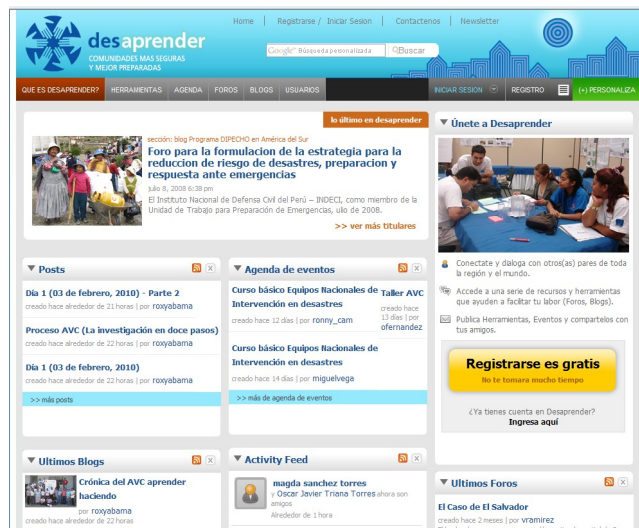 Home | Registrarse / Iniciar Sesion | Contactenos | Newsletter
desaprender
COMUNIDADES MAS SEGURAS
Y MEJOR PREPARADAS
Google™ Búsqueda personalizada
Buscar
QUE ES DESAPRENDER? HERRAMIENTAS AGENDA FOROS BLOGS USUARIOS
INICIAR SESION REGISTRO (+) PERSONALIZA
lo último en desaprender
sección: blog Programa DIPECHO en América del Sur
Foro para la formulacion de la estrategia para la
reduccion de riesgo de desastres, preparacion y
respuesta ante emergencias
julio 8, 2008 6:38 pm
El Instituto Nacional de Defensa Civil del Perú – INDECI, como miembro de la
Unidad de Trabajo para Preparación de Emergencias, ulio de 2008.
>> ver más titulares
Únete a Desaprender
Conectate y dialoga con otros(as) pares de toda
la región y el mundo.
Accede a una serie de recursos y herramientas
que ayuden a facilitar tu labor (Foros, Blogs).
Publica Herramientas, Eventos y compartelos con
tus amigos.
Registrarse es gratis
No te tomara mucho tiempo
¿Ya tienes cuenta en Desaprender?
Ingresa aquí
Posts
Día 1 (03 de febrero, 2010) - Parte 2
creado hace alrededor de 21 horas | por roxyabama
Proceso AVC (La investigación en doce pasos)
creado hace alrededor de 22 horas | por roxyabama
Día 1 (03 de febrero, 2010)
creado hace alrededor de 22 horas | por roxyabama
>> más posts
Agenda de eventos
Curso básico Equipos Nacionales de
Intervención en desastres
creado hace 12 días | por ronny_cam
Taller AVC
creado hace
13 días | por
ofernandez
Curso básico Equipos Nacionales de
Intervención en desastres
creado hace 14 días | por miguelvega
>> más de agenda de eventos
Ultimos Blogs
Crónica del AVC aprender
haciendo
por roxyabama
creado hace alrededor de 22 horas
Activity Feed
magda sanchez torres
y Oscar Javier Triana Torres ahora son
amigos
Alrededor de 1 hora
Ultimos Foros
El Caso de El Salvador
creado hace 2 meses | por vramirez